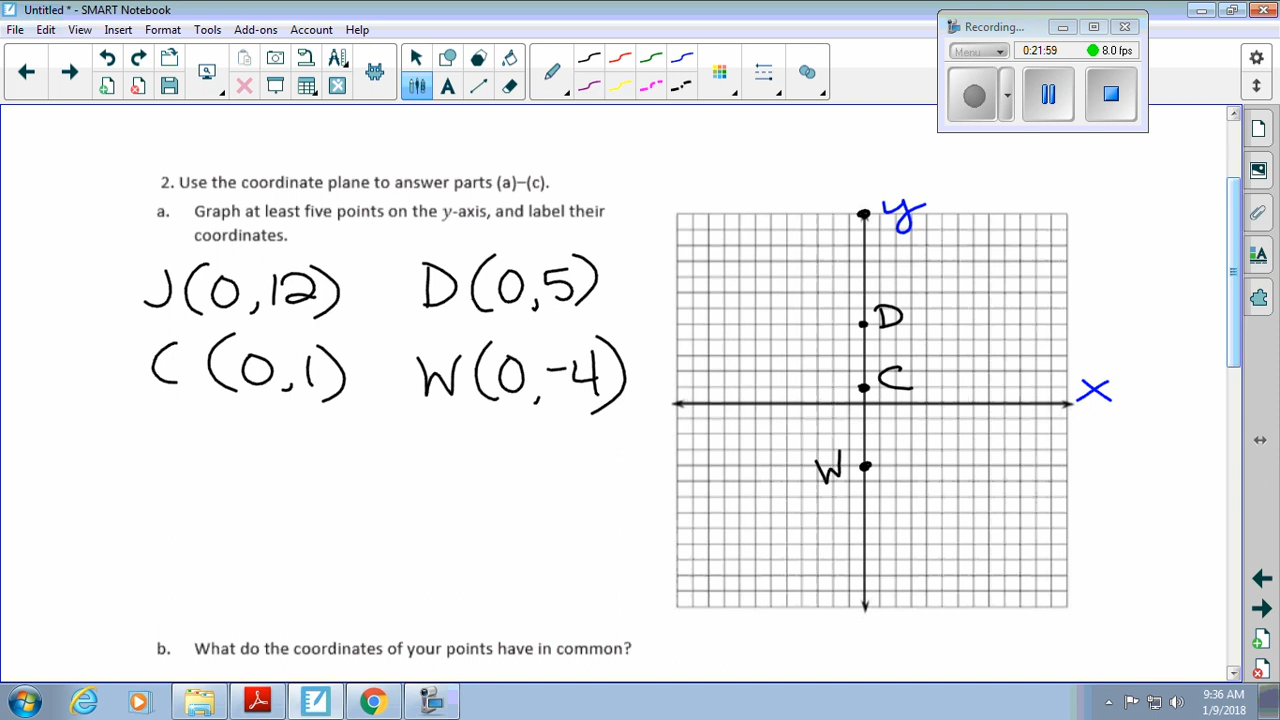 Untitled * - SMART Notebook
File Edit View Insert Format Tools Add-ons Account Help
Recording...
Menu 0:21:59 8.0 fps
2. Use the coordinate plane to answer parts (a)–(c).
a. Graph at least five points on the y-axis, and label their
coordinates.
J(0,12) D(0,5)
C (0,1) W(0,-4)
y
D
C
x
W
b. What do the coordinates of your points have in common?
9:36 AM
1/9/2018